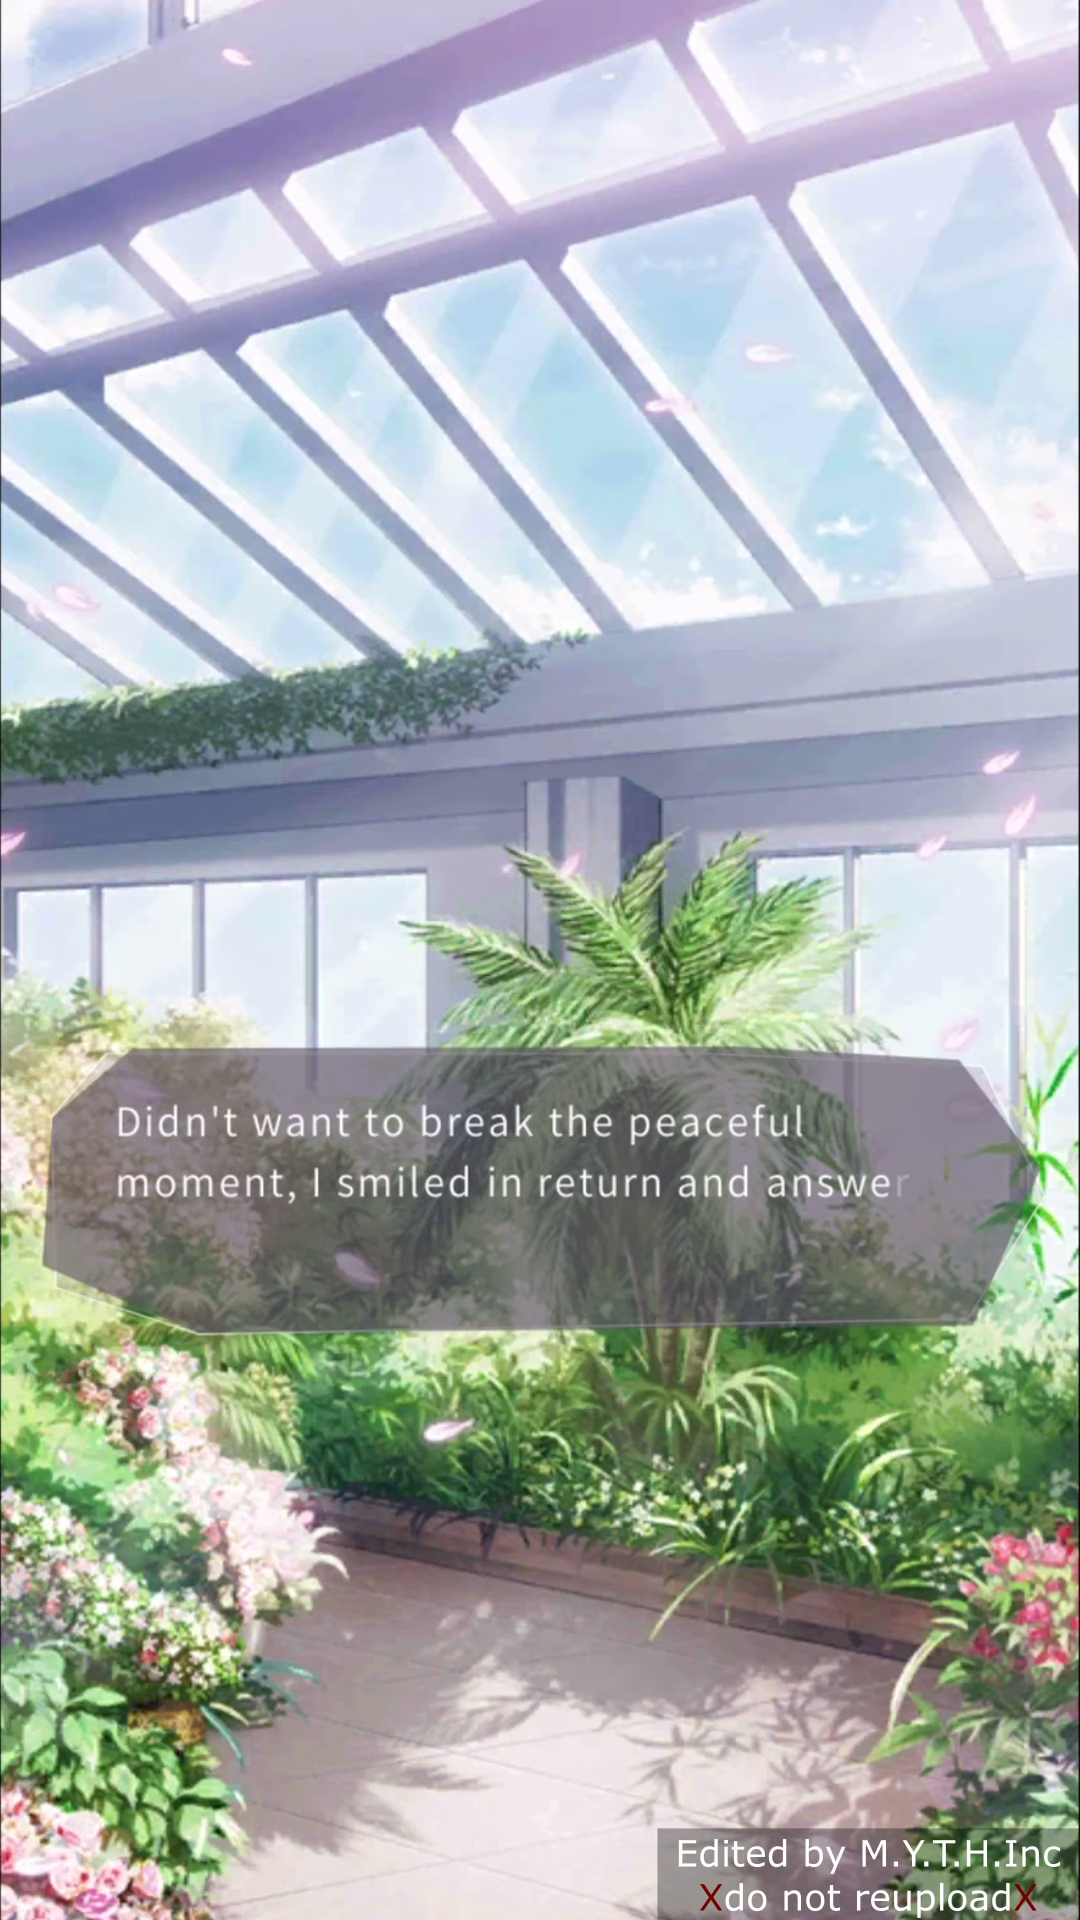 Didn't want to break the peaceful
moment, I smiled in return and answer
Edited by M.Y.T.H.Inc
Xdo not reuploadX